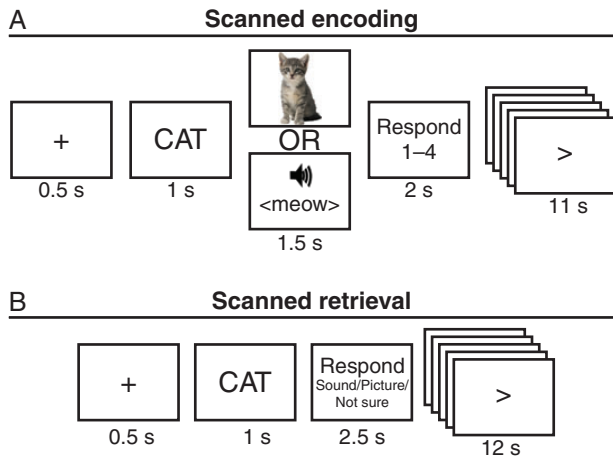 A
Scanned encoding
+
0.5 s
CAT
1 s
OR
<meow>
1.5 s
Respond
1–4
2 s
>
11 s
B
Scanned retrieval
+
0.5 s
CAT
1 s
Respond
Sound/Picture/
Not sure
2.5 s
>
12 s